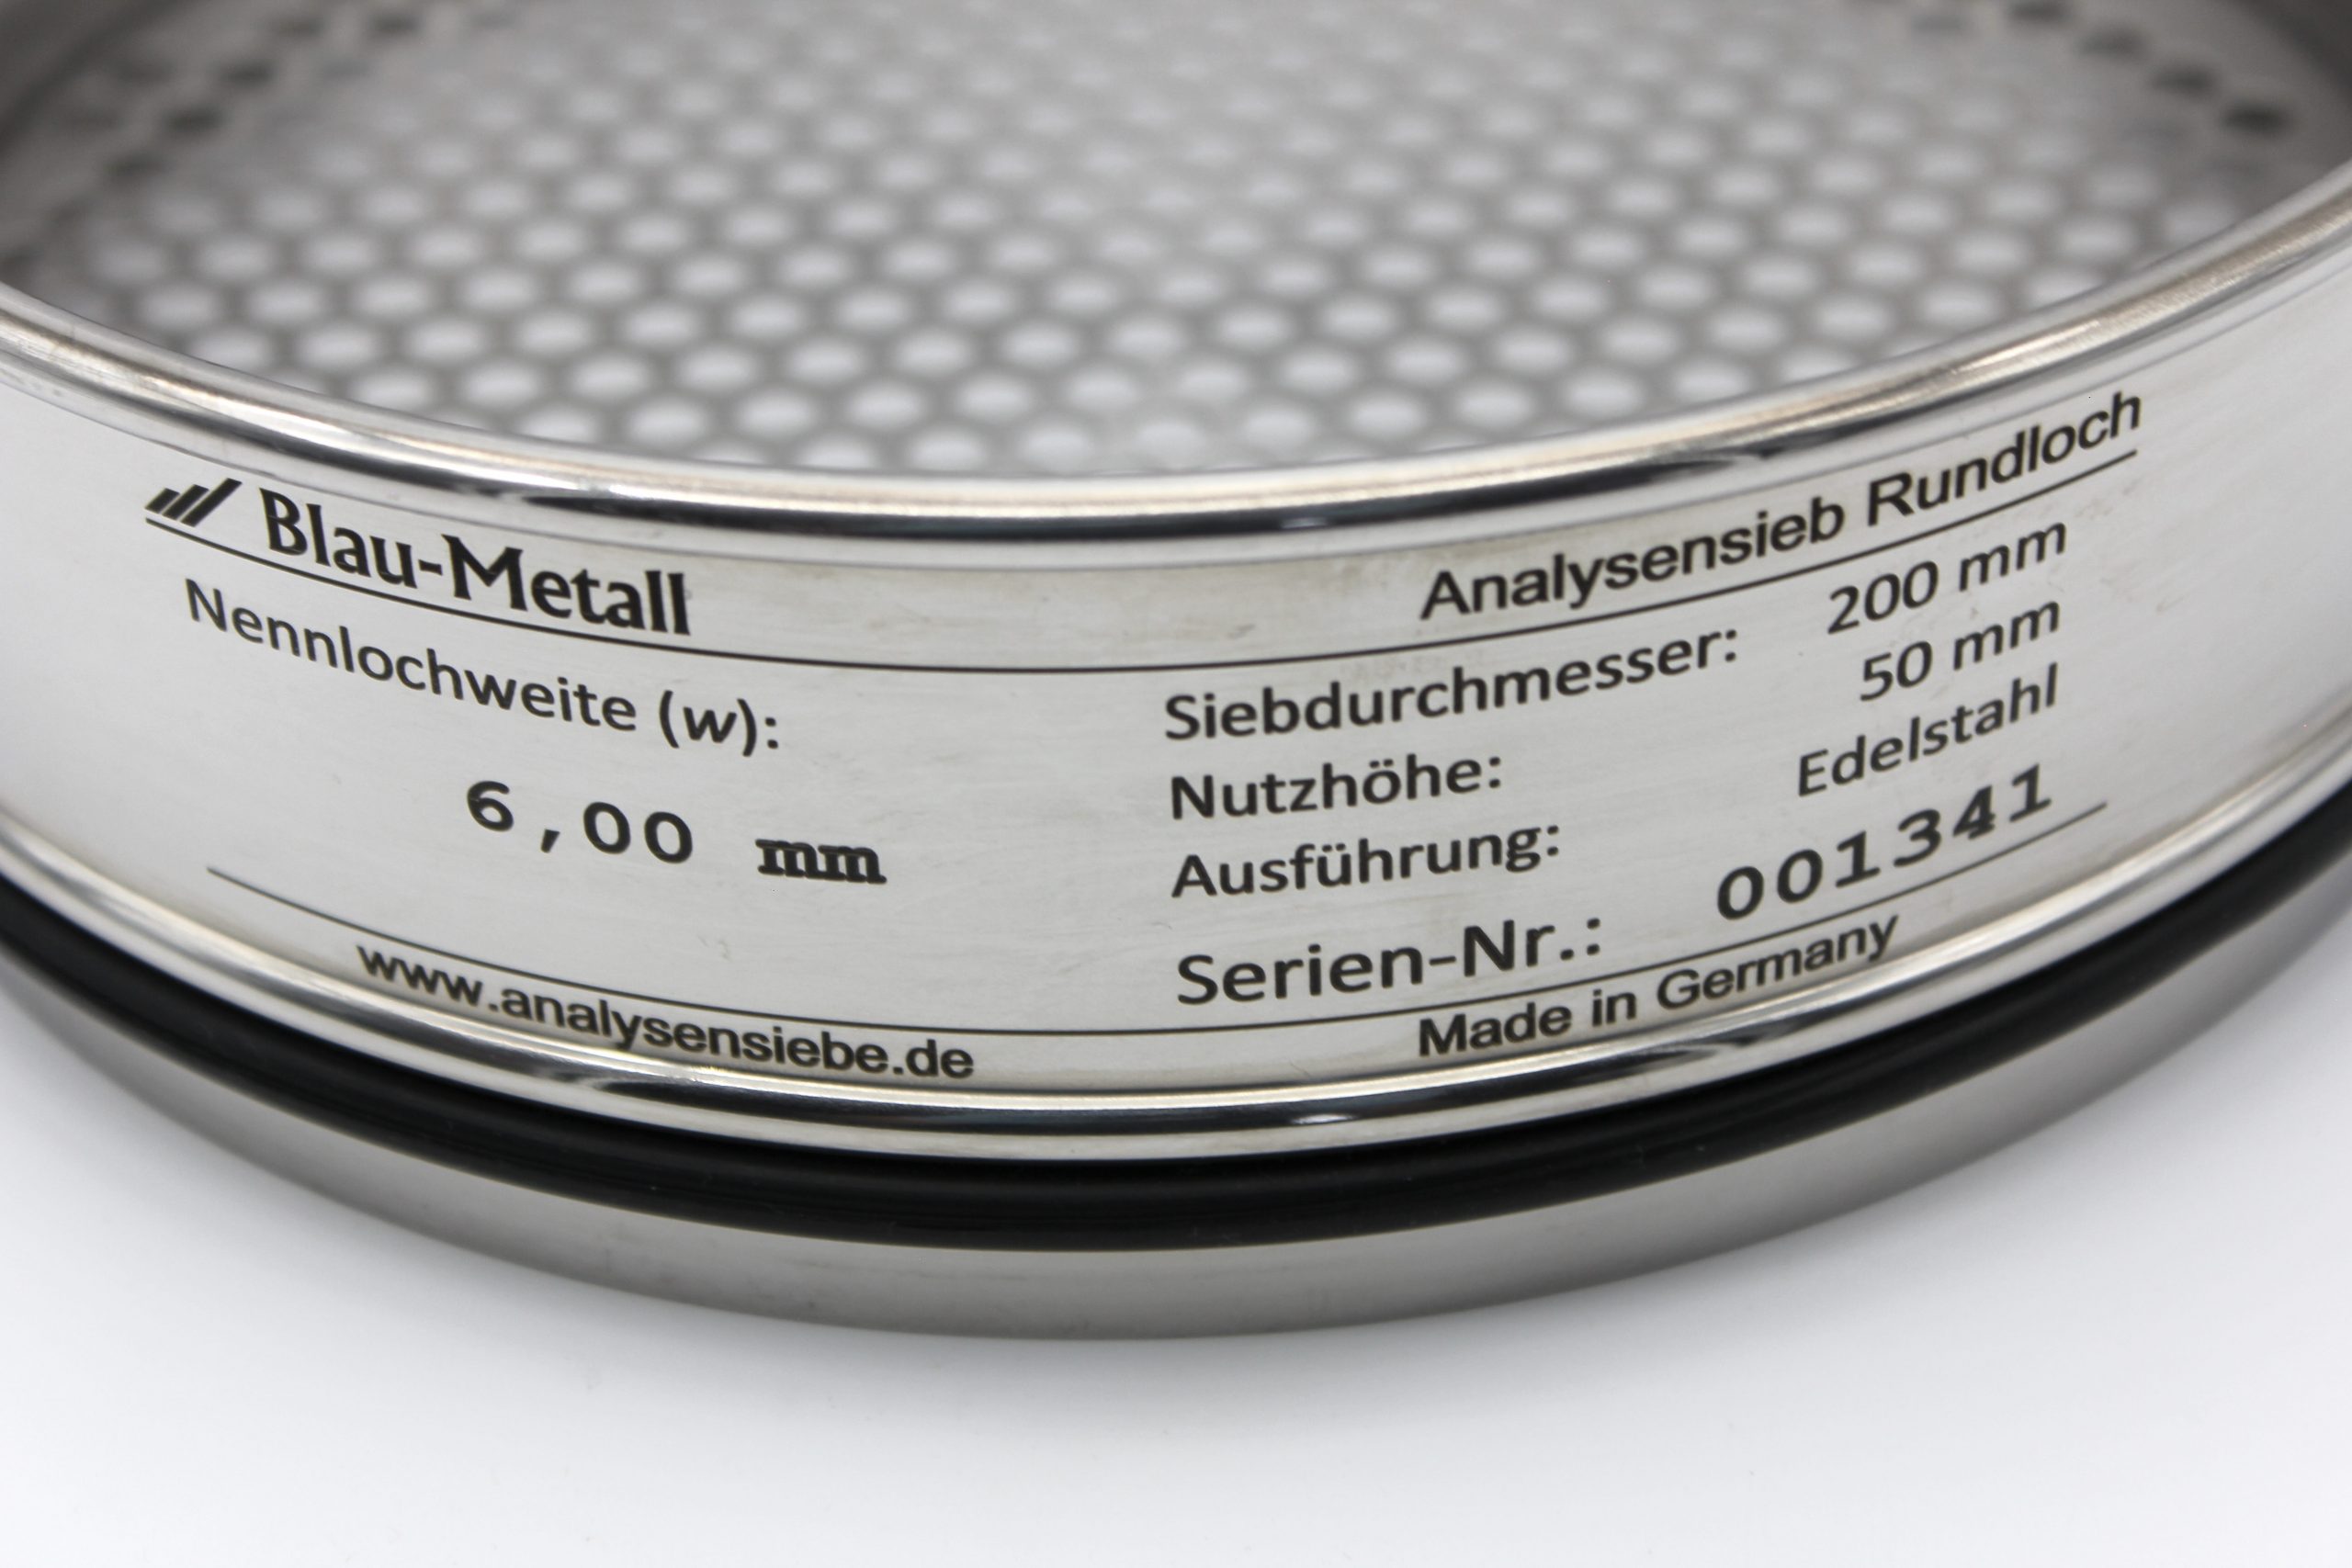 Blau-Metall
Analysensieb Rundloch
Nennlochweite (w):
6,00 mm
Siebdurchmesser: 200 mm
Nutzhöhe: 50 mm
Ausführung: Edelstahl
Serien-Nr.: 001341
www.analysensiebe.de
Made in Germany